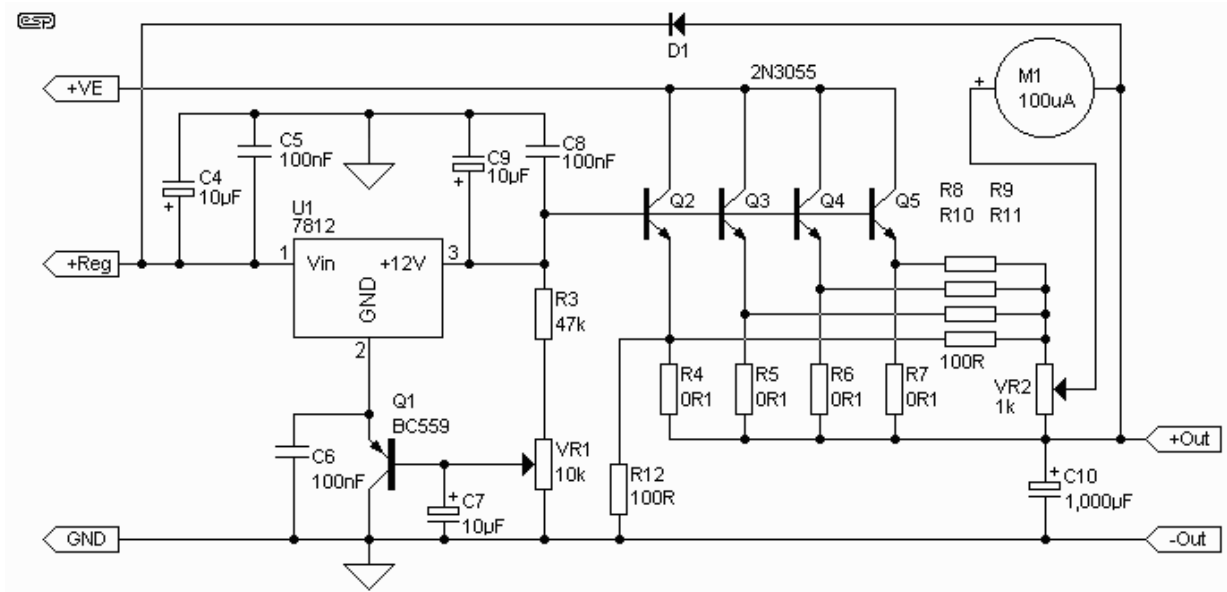 esp
D1
2N3055
+VE
M1
100uA
+
C5
100nF
C8
100nF
C9
10µF
+
C4
10µF
+
U1
7812
Q2
Q3
Q4
Q5
R8 R9
R10 R11
+Reg
1
Vin
+12V
3
GND
2
R3
47k
100R
R4
0R1
R5
0R1
R6
0R1
R7
0R1
VR2
1k
Q1
BC559
+Out
C6
100nF
VR1
10k
R12
100R
+
C10
1,000µF
+
C7
10µF
GND
-Out